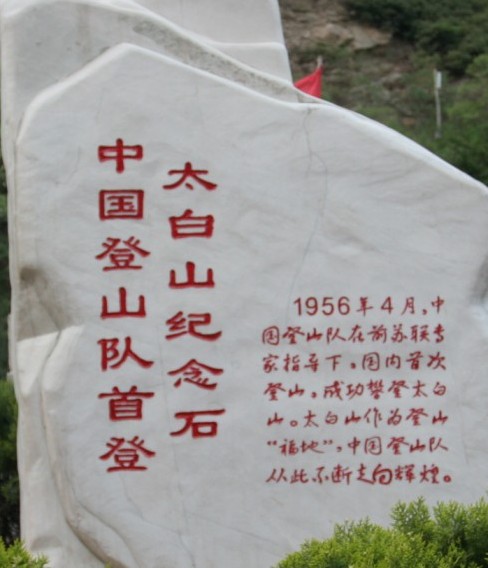 中国登山队首登
太白山纪念石
1956年4月，中
国登山队在前苏联专
家指导下，国内首次
登山，成功攀登太白
山。太白山作为登山
“福地”，中国登山队
从此不断走向辉煌。